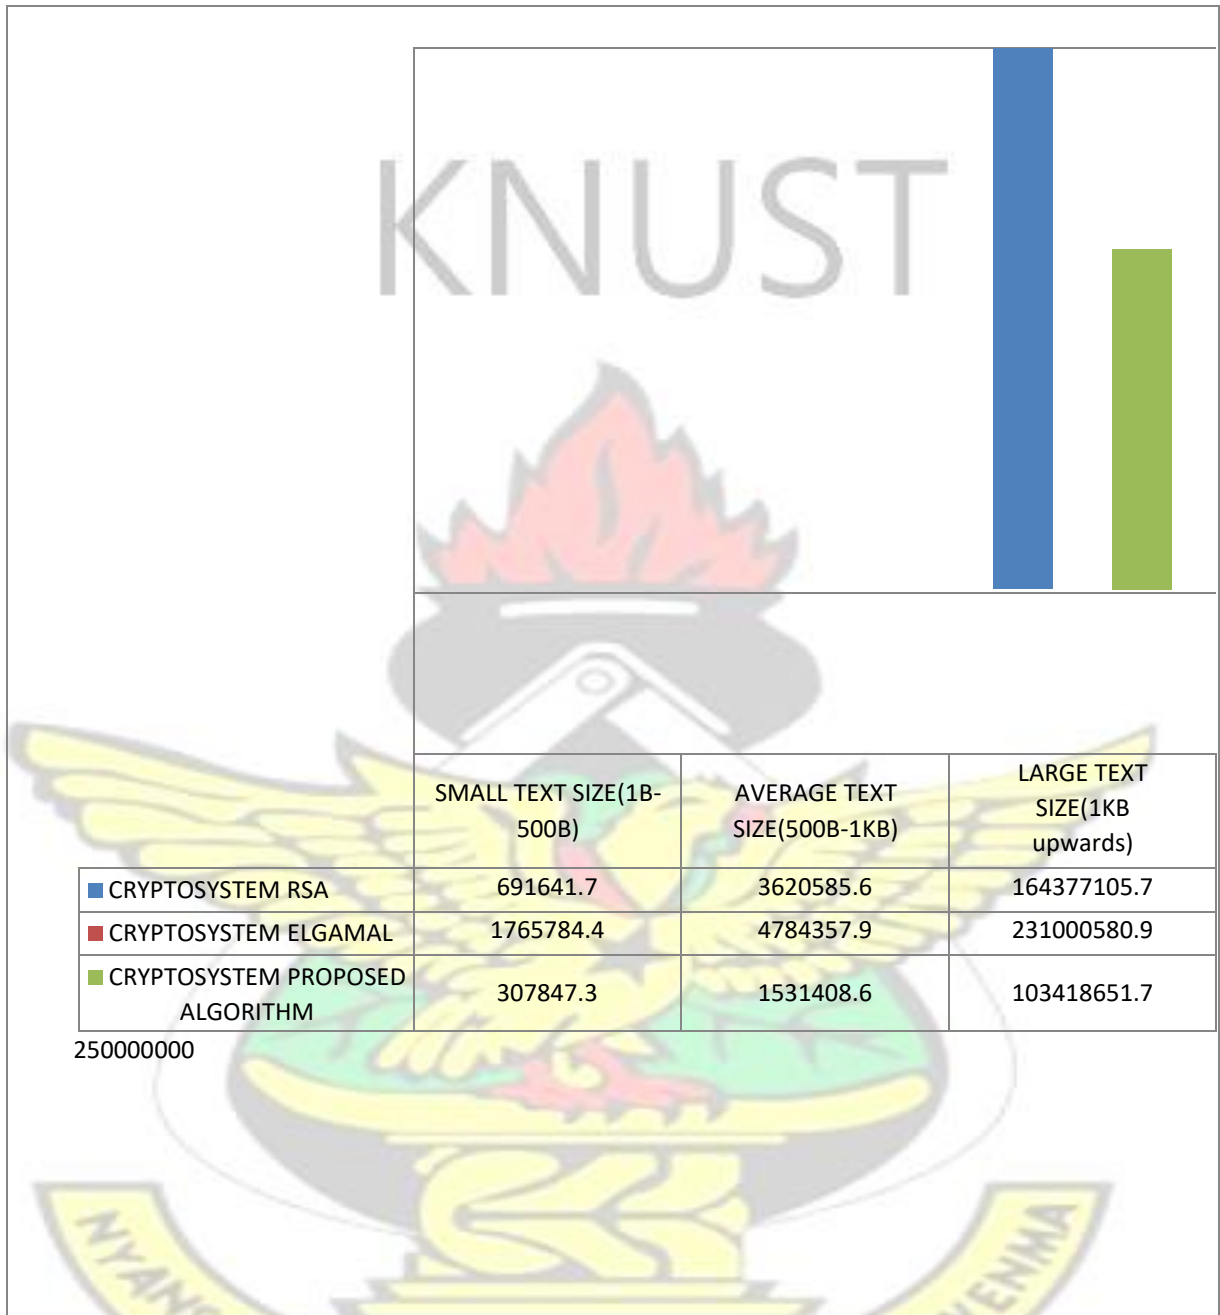 KNUST
SMALL TEXT SIZE(1B-
500B)
AVERAGE TEXT
SIZE(500B-1KB)
LARGE TEXT
SIZE(1KB
upwards)
CRYPTOSYSTEM RSA 691641.7 3620585.6 164377105.7
CRYPTOSYSTEM ELGAMAL 1765784.4 4784357.9 231000580.9
CRYPTOSYSTEM PROPOSED
ALGORITHM 307847.3 1531408.6 103418651.7
250000000